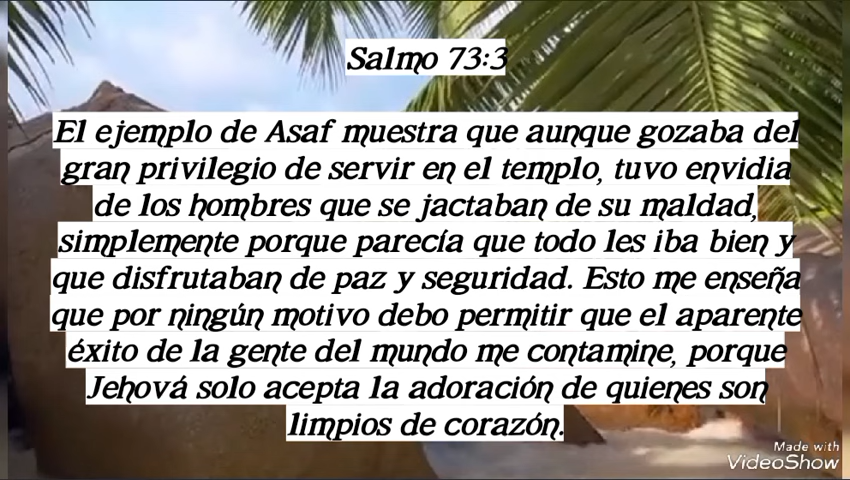 Salmo 73:3
El ejemplo de Asaf muestra que aunque gozaba del
gran privilegio de servir en el templo, tuvo envidia
de los hombres que se jactaban de su maldad,
simplemente porque parecía que todo les iba bien y
que disfrutaban de paz y seguridad. Esto me enseña
que por ningún motivo debo permitir que el aparente
éxito de la gente del mundo me contamine, porque
Jehová solo acepta la adoración de quienes son
limpios de corazón.
Made with
VideoShow